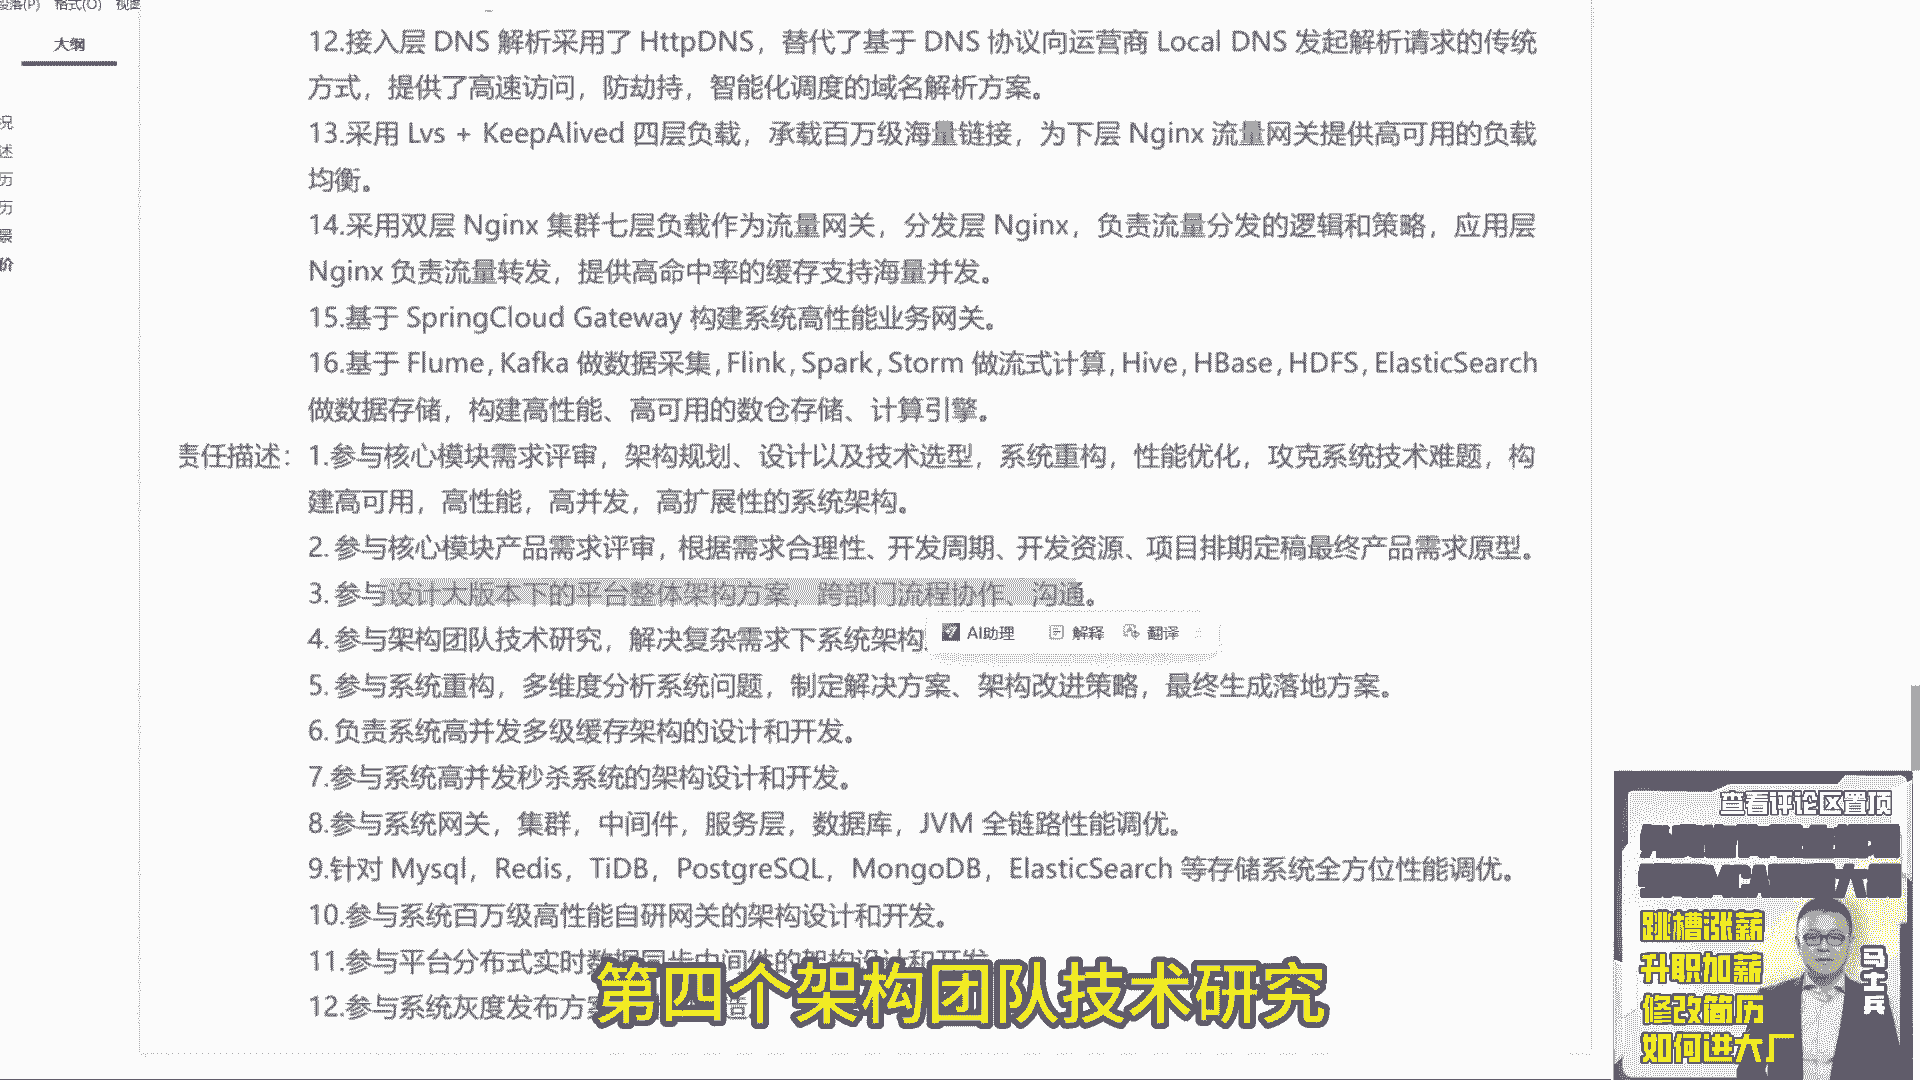 段落(P) 格式(O) 视图
大纲
况
述
历
历
景
价
12.接入层 DNS 解析采用了 HttpDNS，替代了基于 DNS 协议向运营商 Local DNS 发起解析请求的传统
方式，提供了高速访问，防劫持，智能化调度的域名解析方案。
13.采用 Lvs + KeepAlived 四层负载，承载百万级海量链接，为下层 Nginx 流量网关提供高可用的负载
均衡。
14.采用双层 Nginx 集群七层负载作为流量网关，分发层 Nginx，负责流量分发的逻辑和策略，应用层
Nginx 负责流量转发，提供高命中率的缓存支持海量并发。
15.基于 SpringCloud Gateway 构建系统高性能业务网关。
16.基于 Flume,Kafka 做数据采集,Flink,Spark,Storm 做流式计算,Hive,HBase,HDFS,ElasticSearch
做数据存储，构建高性能、高可用的数仓存储、计算引擎。
责任描述：1.参与核心模块需求评审，架构规划、设计以及技术选型，系统重构，性能优化，攻克系统技术难题，构
建高可用，高性能，高并发，高扩展性的系统架构。
2. 参与核心模块产品需求评审，根据需求合理性、开发周期、开发资源、项目排期定稿最终产品需求原型。
3. 参与设计大版本下的平台整体架构方案，跨部门流程协作、沟通。
4. 参与架构团队技术研究，解决复杂需求下系统架构
AI助理 解释 翻译
5. 参与系统重构，多维度分析系统问题，制定解决方案、架构改进策略，最终生成落地方案。
6. 负责系统高并发多级缓存架构的设计和开发。
7.参与系统高并发秒杀系统的架构设计和开发。
8.参与系统网关，集群，中间件，服务层，数据库，JVM 全链路性能调优。
9.针对 Mysql，Redis，TiDB，PostgreSQL，MongoDB，ElasticSearch 等存储系统全方位性能调优。
10.参与系统百万级高性能自研网关的架构设计和开发。
11.参与平台分布式实时数据同步中间件的架构设计和开发
12.参与系统灰度发布方案
第四个架构团队技术研究
查看评论区置顶
跳槽涨薪
升职加薪
修改简历
如何进大厂
马士兵